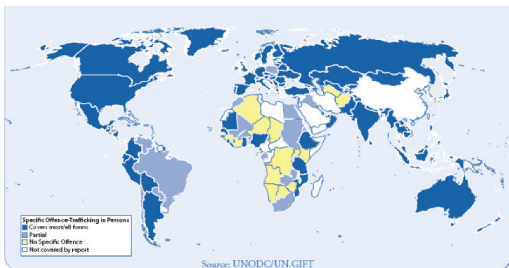 Specific Offence-Trafficking in Persons
Covers most/all forms
Partial
No Specific Offence
Not covered by report
Source: UNODC/UN.GIFT